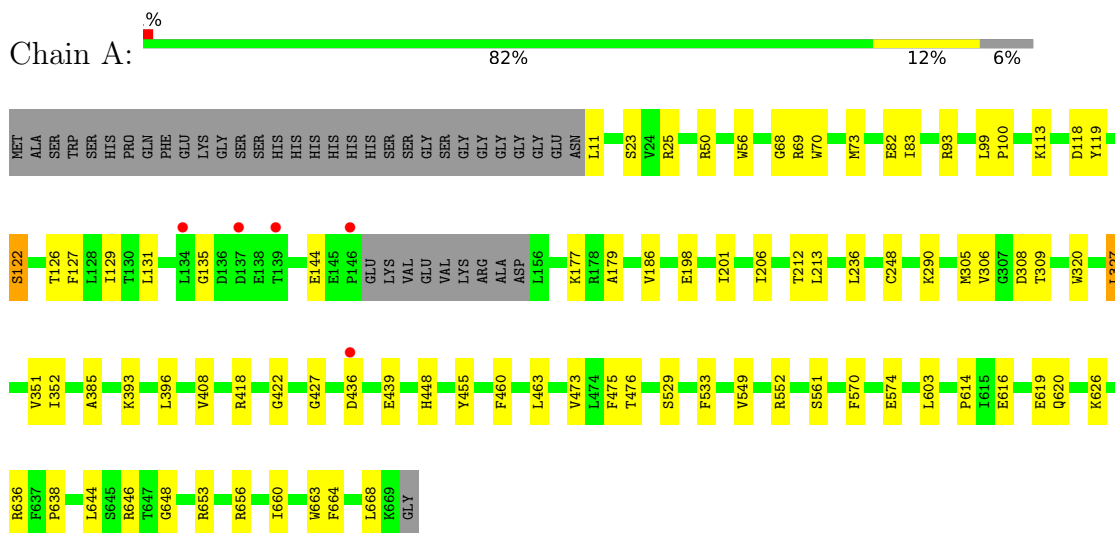 .%
Chain A:
82% 12% 6%
MET ALA SER TRP SER HIS PRO GLN PHE GLU LYS GLY SER SER HIS HIS HIS HIS HIS HIS SER SER GLY SER GLY GLY GLY GLY GLU ASN L11 S23 V24 R25 R50 W56 G68 R69 W70 M73 E82 I83 R93 L99 P100 K113 D118 Y119
S122 T126 F127 L128 I129 T130 L131 L134 G135 D136 D137 E138 T139 E144 E145 P146 GLU LYS VAL GLU VAL LYS ARG ALA ASP L156 K177 R178 A179 V186 E198 I201 I206 T212 L213 L236 C248 K290 M305 V306 G307 D308 T309 W320 L327
V351 I352 A385 K393 L396 V408 R418 G422 G427 D436 E439 H448 Y455 F460 L463 V473 L474 F475 T476 S529 F533 V549 R552 S561 F570 E574 L603 P614 I615 E616 E619 Q620 K626
R636 F637 P638 L644 S645 R646 T647 G648 R653 R656 I660 W663 F664 L668 K669 GLY